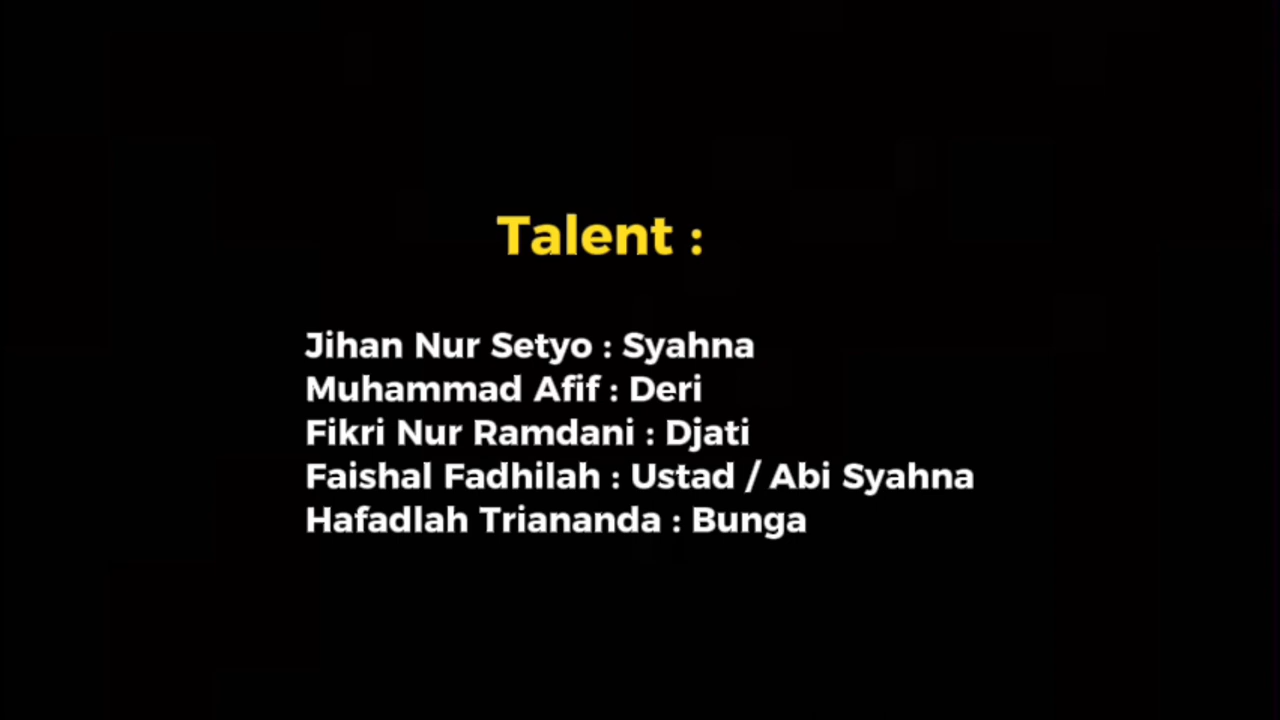 Talent :
Jihan Nur Setyo : Syahna
Muhammad Afif : Deri
Fikri Nur Ramdani : Djati
Faishal Fadhilah : Ustad / Abi Syahna
Hafadlah Triananda : Bunga